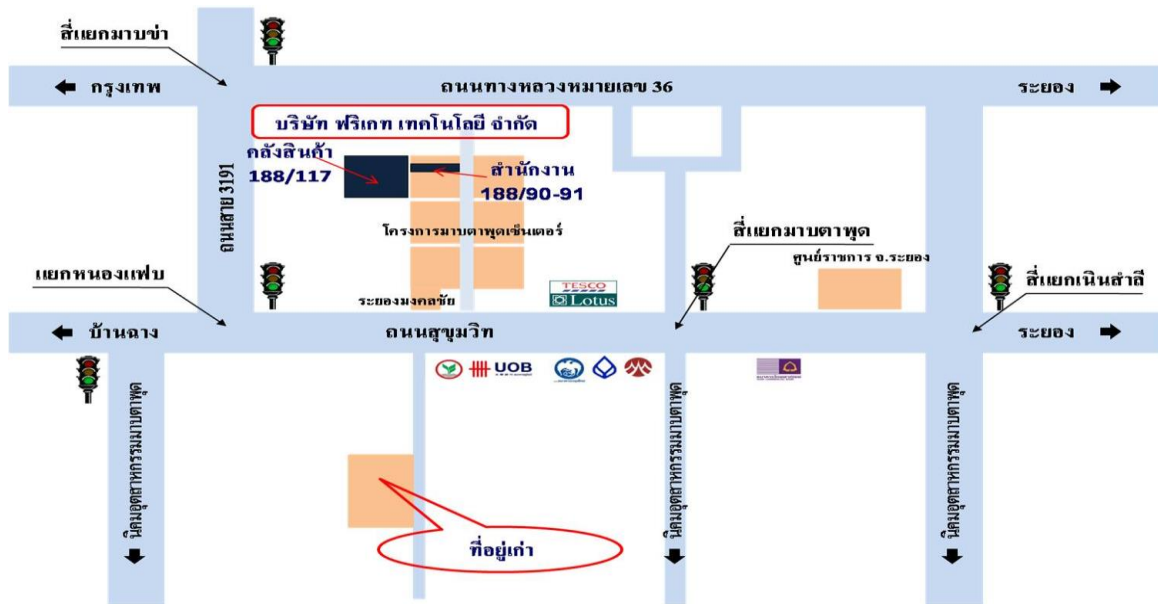 สี่แยกมาบข่า
กรุงเทพ
ถนนทางหลวงหมายเลข 36
ระยอง
บริษัท ฟริเกท เทคโนโลยี จำกัด
คลังสินค้า
188/117
สำนักงาน
188/90-91
ถนนสาย 3191
โครงการมาบตาพุดเซ็นเตอร์
สี่แยกมาบตาพุด
ศูนย์ราชการ จ.ระยอง
แยกหนองแฟบ
ระยองมงคลชัย
TESCO
Lotus
สี่แยกเนินสำลี
บ้านฉาง
ถนนสุขุมวิท
ระยอง
UOB
นิคมอุตสาหกรรมมาบตาพุด
นิคมอุตสาหกรรมมาบตาพุด
นิคมอุตสาหกรรมมาบตาพุด
ที่อยู่เก่า